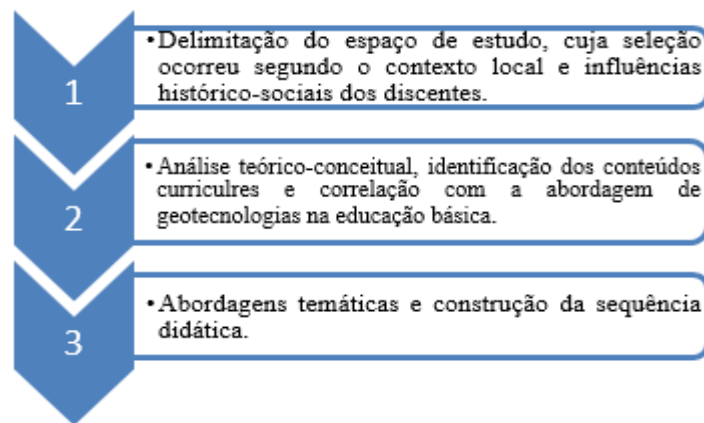 1
•Delimitação do espaço de estudo, cuja seleção
ocorreu segundo o contexto local e influências
histórico-sociais dos discentes.
2
•Análise teórico-conceitual, identificação dos conteúdos
curriculres e correlação com a abordagem de
geotecnologias na educação básica.
3
•Abordagens temáticas e construção da sequência
didática.